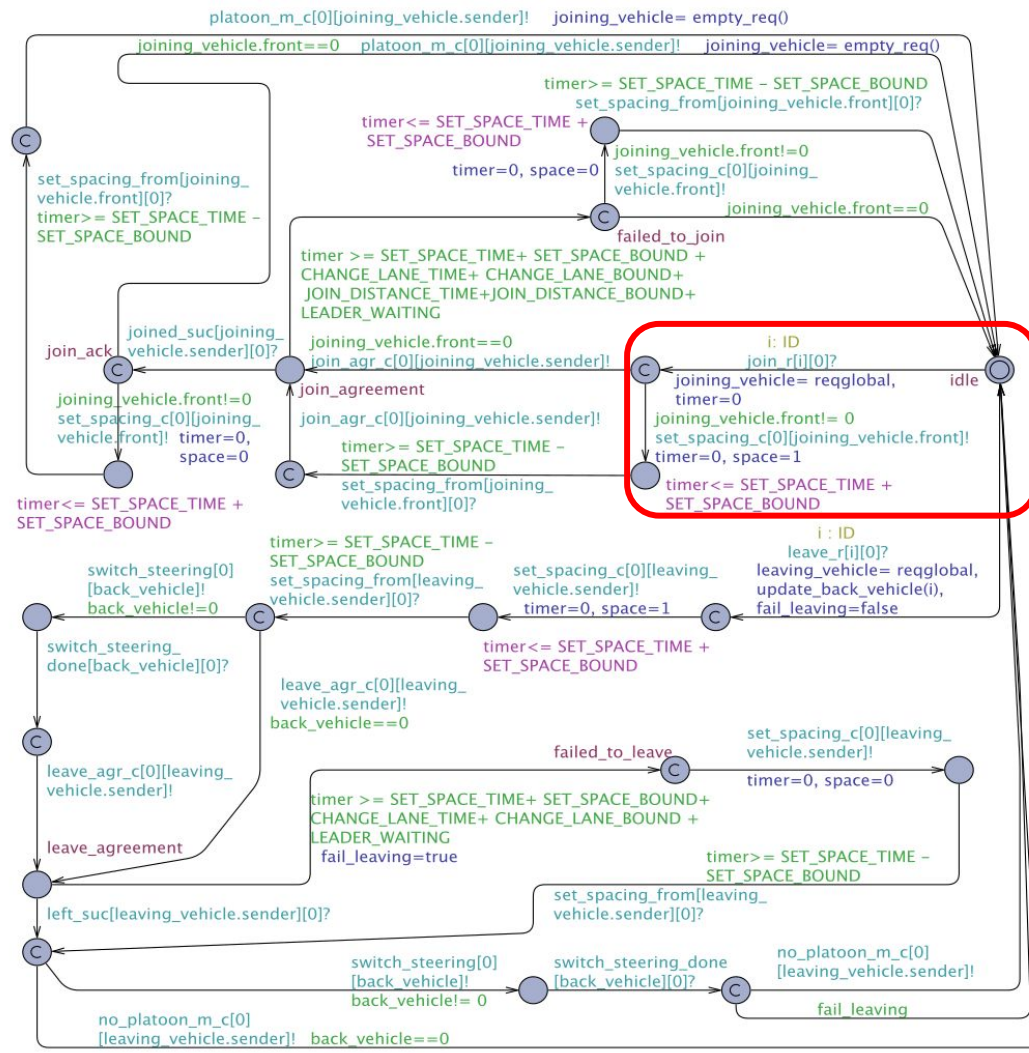 platoon_m_c[0][joining_vehicle.sender]! joining_vehicle= empty_req()
joining_vehicle.front==0 platoon_m_c[0][joining_vehicle.sender]! joining_vehicle= empty_req()
timer>= SET_SPACE_TIME – SET_SPACE_BOUND
set_spacing_from[joining_vehicle.front][0]?
timer<= SET_SPACE_TIME +
SET_SPACE_BOUND
C
set_spacing_from[joining_
vehicle.front][0]?
timer>= SET_SPACE_TIME –
SET_SPACE_BOUND
timer=0, space=0
joining_vehicle.front!=0
set_spacing_c[0][joining_
vehicle.front]!
C
joining_vehicle.front==0
failed_to_join
timer >= SET_SPACE_TIME+ SET_SPACE_BOUND +
CHANGE_LANE_TIME+ CHANGE_LANE_BOUND+
JOIN_DISTANCE_TIME+JOIN_DISTANCE_BOUND+
LEADER_WAITING
join_ack
C
joined_suc[joining_
vehicle.sender][0]?
joining_vehicle.front==0
join_agr_c[0][joining_vehicle.sender]!
C
i: ID
join_r[i][0]?
joining_vehicle= reqglobal,
timer=0
idle
join_agreement
joining_vehicle.front!=0
set_spacing_c[0][joining_
vehicle.front]! timer=0,
space=0
join_agr_c[0][joining_vehicle.sender]!
joining_vehicle.front!= 0
set_spacing_c[0][joining_vehicle.front]!
timer=0, space=1
timer>= SET_SPACE_TIME –
SET_SPACE_BOUND
C
set_spacing_from[joining_
vehicle.front][0]?
timer<= SET_SPACE_TIME +
SET_SPACE_BOUND
timer<= SET_SPACE_TIME +
SET_SPACE_BOUND
i : ID
leave_r[i][0]?
leaving_vehicle= reqglobal,
update_back_vehicle(i),
fail_leaving=false
C
set_spacing_c[0][leaving_
vehicle.sender]!
timer=0, space=1
timer<= SET_SPACE_TIME +
SET_SPACE_BOUND
timer>= SET_SPACE_TIME –
SET_SPACE_BOUND
set_spacing_from[leaving_
vehicle.sender][0]?
C
switch_steering[0]
[back_vehicle]!
back_vehicle!=0
switch_steering_
done[back_vehicle][0]?
leave_agr_c[0][leaving_
vehicle.sender]!
back_vehicle==0
C
leave_agr_c[0][leaving_
vehicle.sender]!
leave_agreement
failed_to_leave
C
set_spacing_c[0][leaving_
vehicle.sender]!
timer=0, space=0
timer >= SET_SPACE_TIME+ SET_SPACE_BOUND+
CHANGE_LANE_TIME+ CHANGE_LANE_BOUND +
LEADER_WAITING
fail_leaving=true
timer>= SET_SPACE_TIME –
SET_SPACE_BOUND
set_spacing_from[leaving_
vehicle.sender][0]?
left_suc[leaving_vehicle.sender][0]?
C
switch_steering[0]
[back_vehicle]!
back_vehicle!= 0
switch_steering_done
[back_vehicle][0]?
C
no_platoon_m_c[0]
[leaving_vehicle.sender]!
fail_leaving
no_platoon_m_c[0]
[leaving_vehicle.sender]! back_vehicle==0